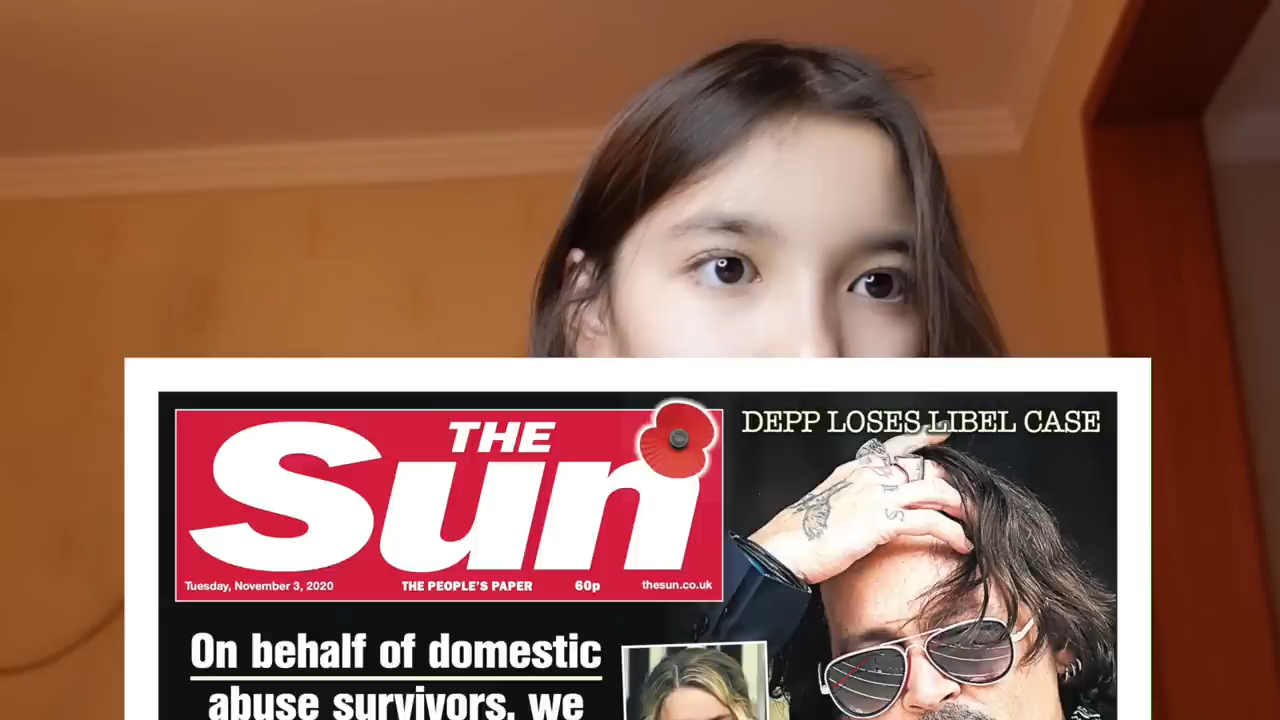 THE
Sun
Tuesday, November 3, 2020 THE PEOPLE'S PAPER 60p thesun.co.uk
DEPP LOSES LIBEL CASE
On behalf of domestic
abuse survivors, we